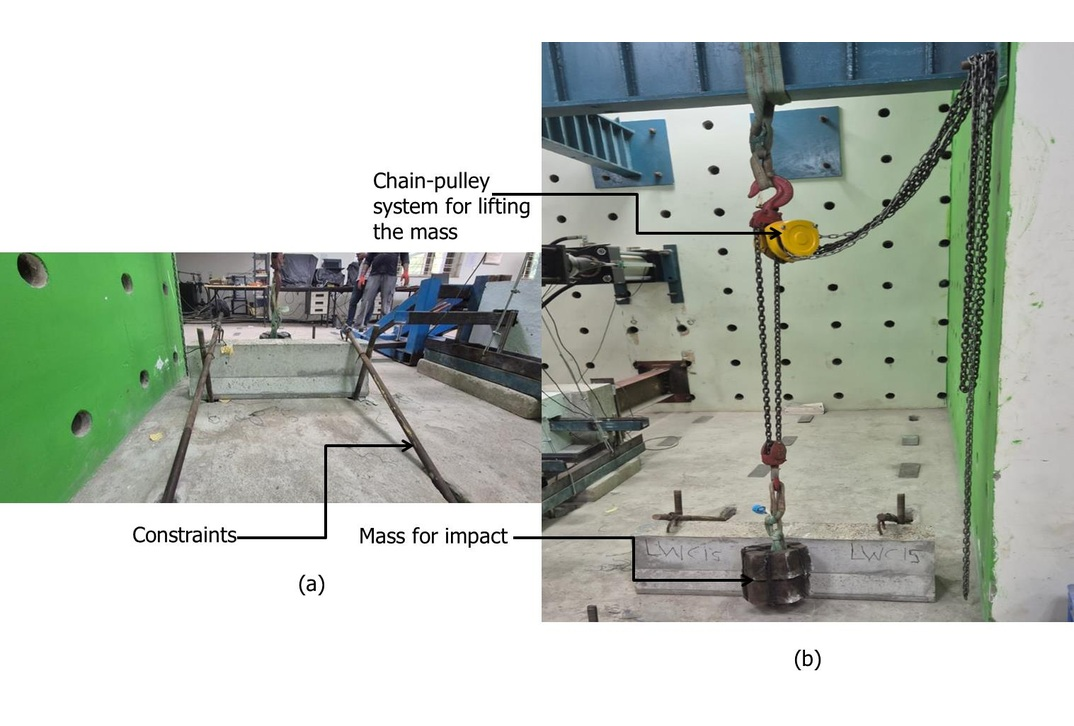 Chain-pulley
system for lifting
the mass
Constraints
Mass for impact
(a)
LWC15
LWC15
(b)